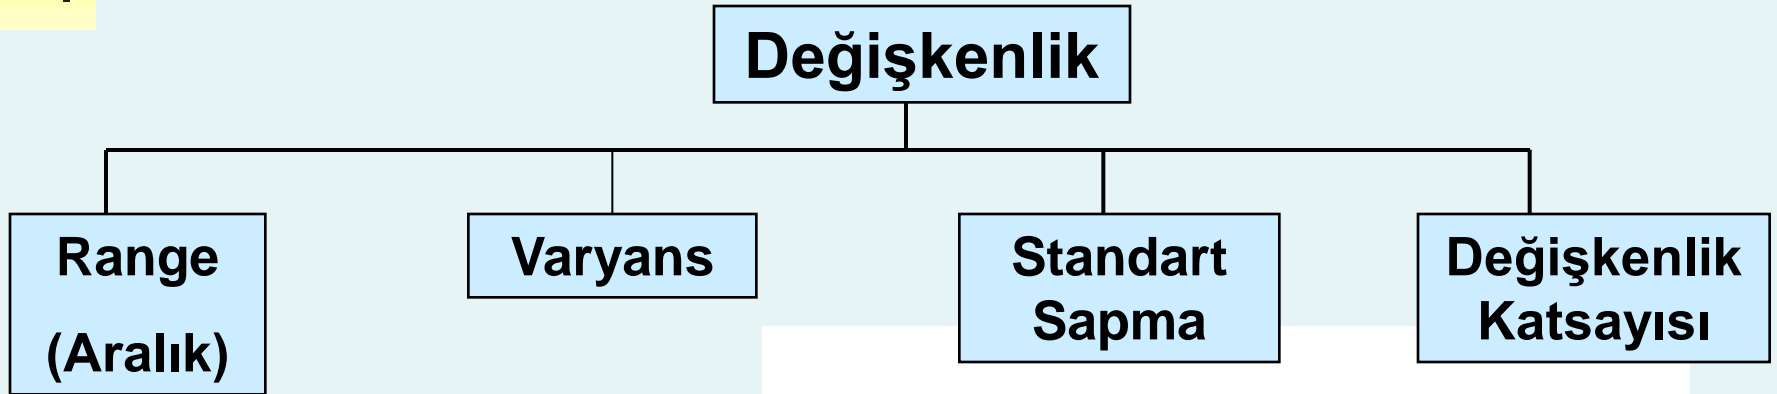 Değişkenlik
Range
(Aralık)
Varyans
Standart
Sapma
Değişkenlik
Katsayısı